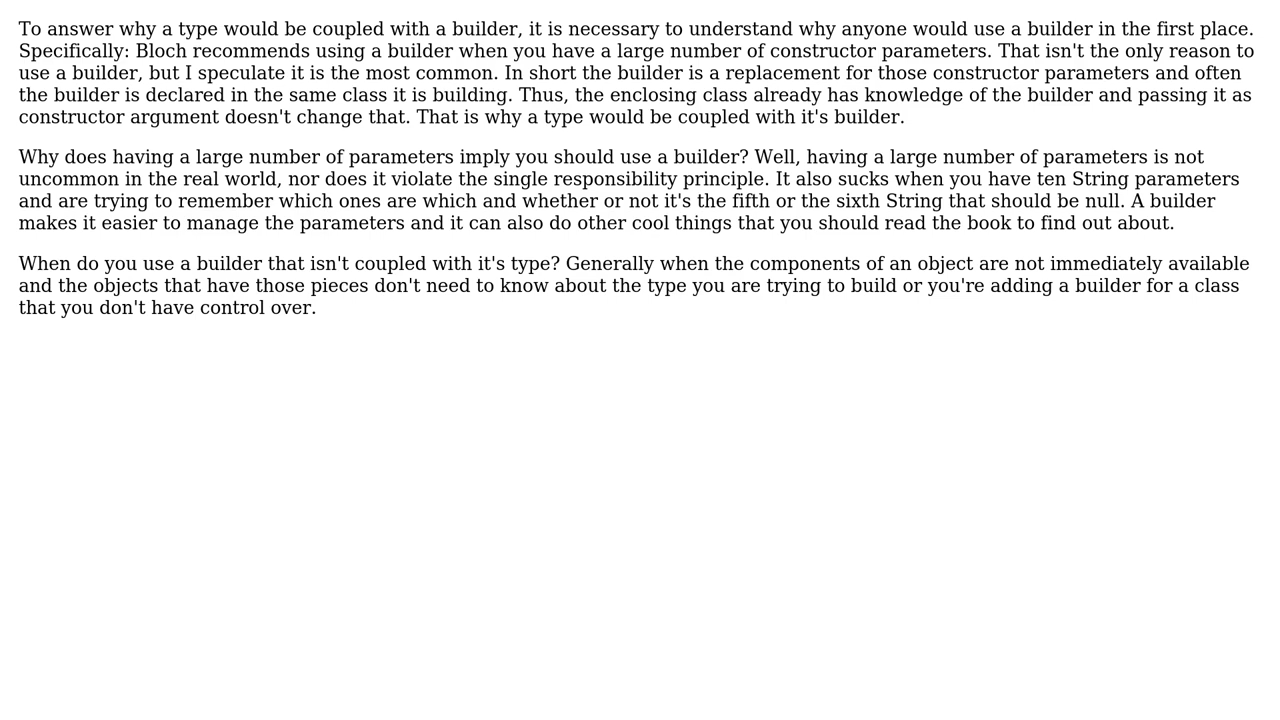 To answer why a type would be coupled with a builder, it is necessary to understand why anyone would use a builder in the first place.
Specifically: Bloch recommends using a builder when you have a large number of constructor parameters. That isn't the only reason to
use a builder, but I speculate it is the most common. In short the builder is a replacement for those constructor parameters and often
the builder is declared in the same class it is building. Thus, the enclosing class already has knowledge of the builder and passing it as
constructor argument doesn't change that. That is why a type would be coupled with it's builder.
Why does having a large number of parameters imply you should use a builder? Well, having a large number of parameters is not
uncommon in the real world, nor does it violate the single responsibility principle. It also sucks when you have ten String parameters
and are trying to remember which ones are which and whether or not it's the fifth or the sixth String that should be null. A builder
makes it easier to manage the parameters and it can also do other cool things that you should read the book to find out about.
When do you use a builder that isn't coupled with it's type? Generally when the components of an object are not immediately available
and the objects that have those pieces don't need to know about the type you are trying to build or you're adding a builder for a class
that you don't have control over.